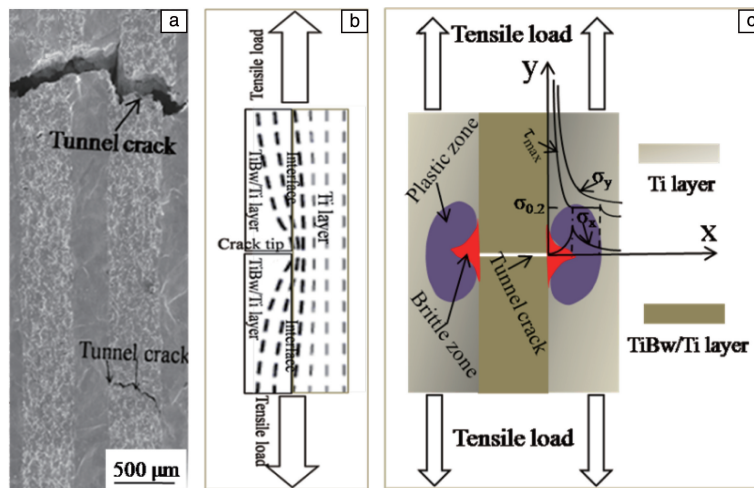 a
Tunnel crack
Tunnel crack
500 μm
b
Tensile load
TiBw/Ti layer
Interface
Ti layer
Crack tip
TiBw/Ti layer
Interface
Tensile load
c
Tensile load
y
τmax
σy
Plastic zone
σ0.2
σx
x
Brittle zone
Tunnel crack
Ti layer
TiBw/Ti layer
Tensile load